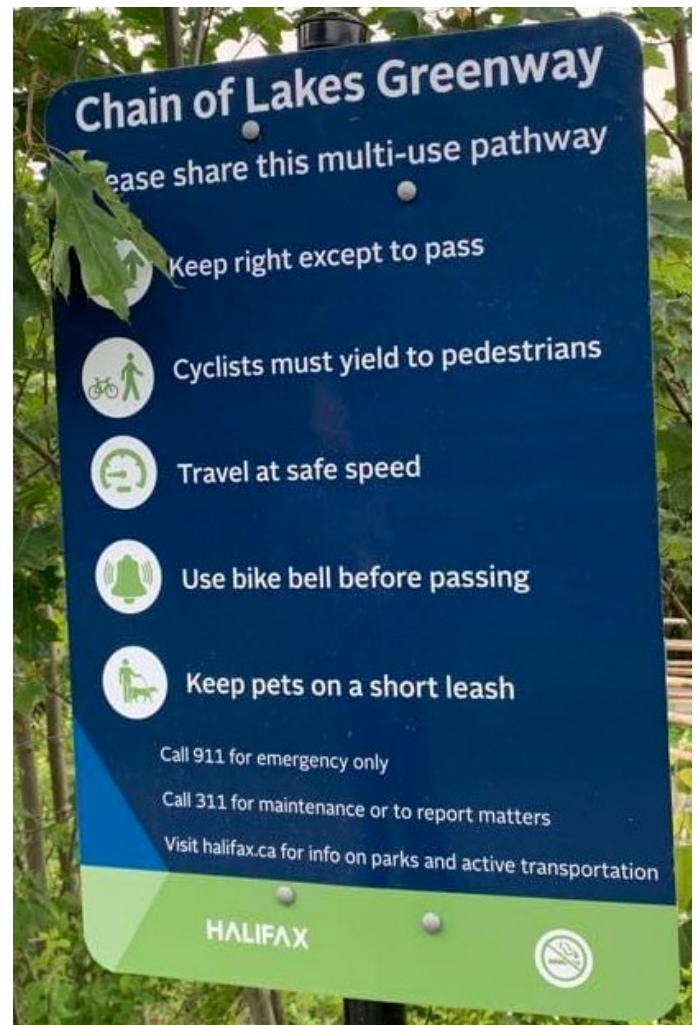 Chain of Lakes Greenway
ease share this multi-use pathway
Keep right except to pass
Cyclists must yield to pedestrians
Travel at safe speed
Use bike bell before passing
Keep pets on a short leash
Call 911 for emergency only
Call 311 for maintenance or to report matters
Visit halifax.ca for info on parks and active transportation
HALIFAX